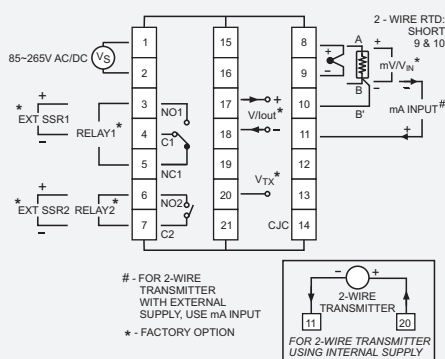 2 - WIRE RTD:
SHORT
9 & 10
85~265V AC/DC
VS
1
2
3
4
5
6
7
15
16
17
18
19
20
21
8
9
10
11
12
13
14
A
B
B'
+
-
+
-
mV/VIN*
mA INPUT#
+
+
EXT SSR1*
-
RELAY1*
NO1
C1
NC1
+
*EXT SSR2
-
RELAY2*
NO2
C2
+
V/Iout*
-
VTX*
CJC
# - FOR 2-WIRE
TRANSMITTER
WITH EXTERNAL
SUPPLY, USE mA INPUT
* - FACTORY OPTION
- +
2-WIRE
TRANSMITTER
11
20
FOR 2-WIRE TRANSMITTER
USING INTERNAL SUPPLY